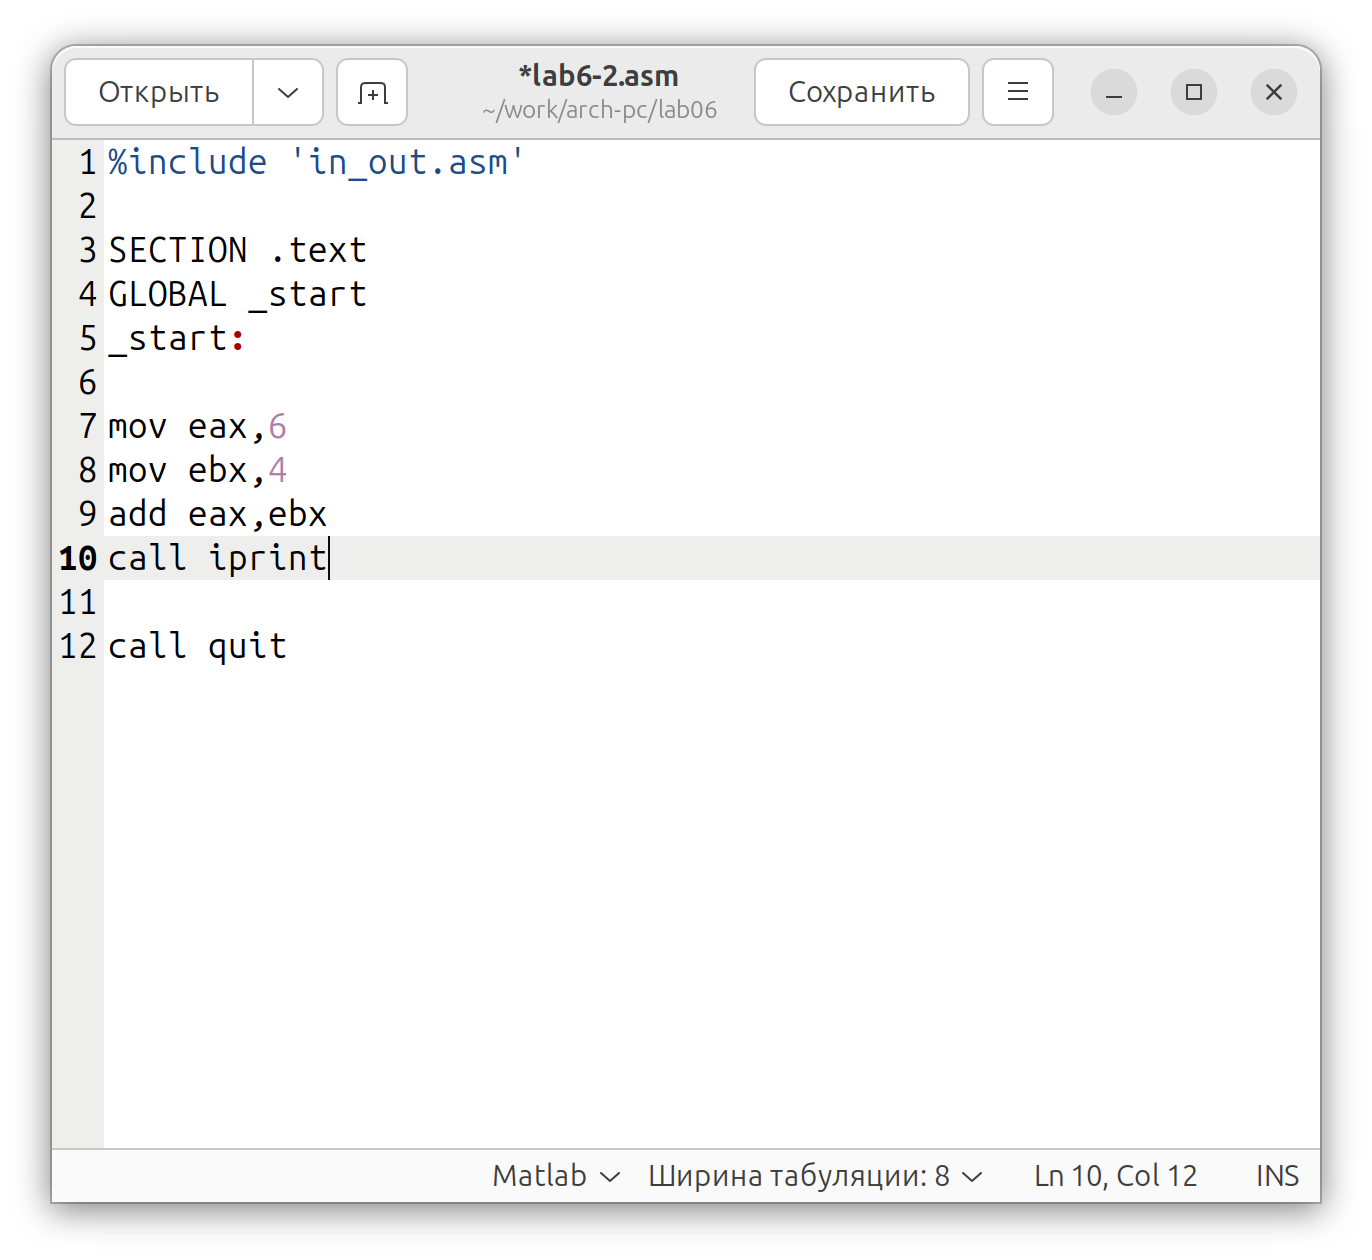 Открыть
*lab6-2.asm
~/work/arch-pc/lab06
Сохранить
1 %include 'in_out.asm'
2
3 SECTION .text
4 GLOBAL _start
5 _start:
6
7 mov eax,6
8 mov ebx,4
9 add eax,ebx
10 call iprint
11
12 call quit
Matlab Ширина табуляции: 8 Ln 10, Col 12 INS